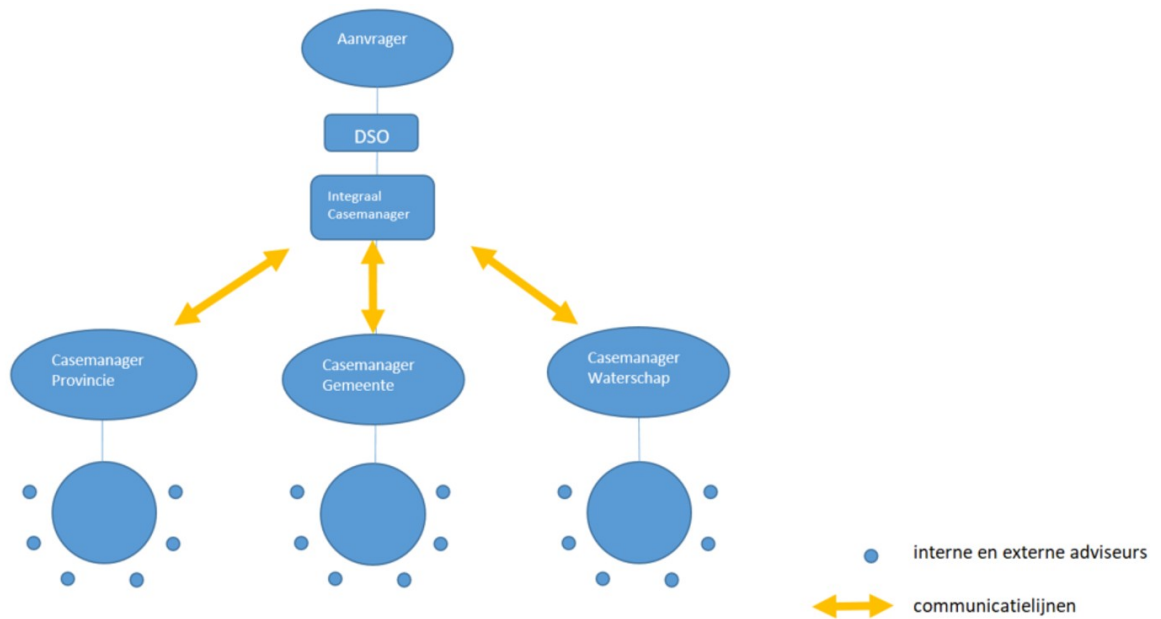 Aanvrager
DSO
Integraal
Casemanager
Casemanager
Provincie
Casemanager
Gemeente
Casemanager
Waterschap
interne en externe adviseurs
communicatielijnen